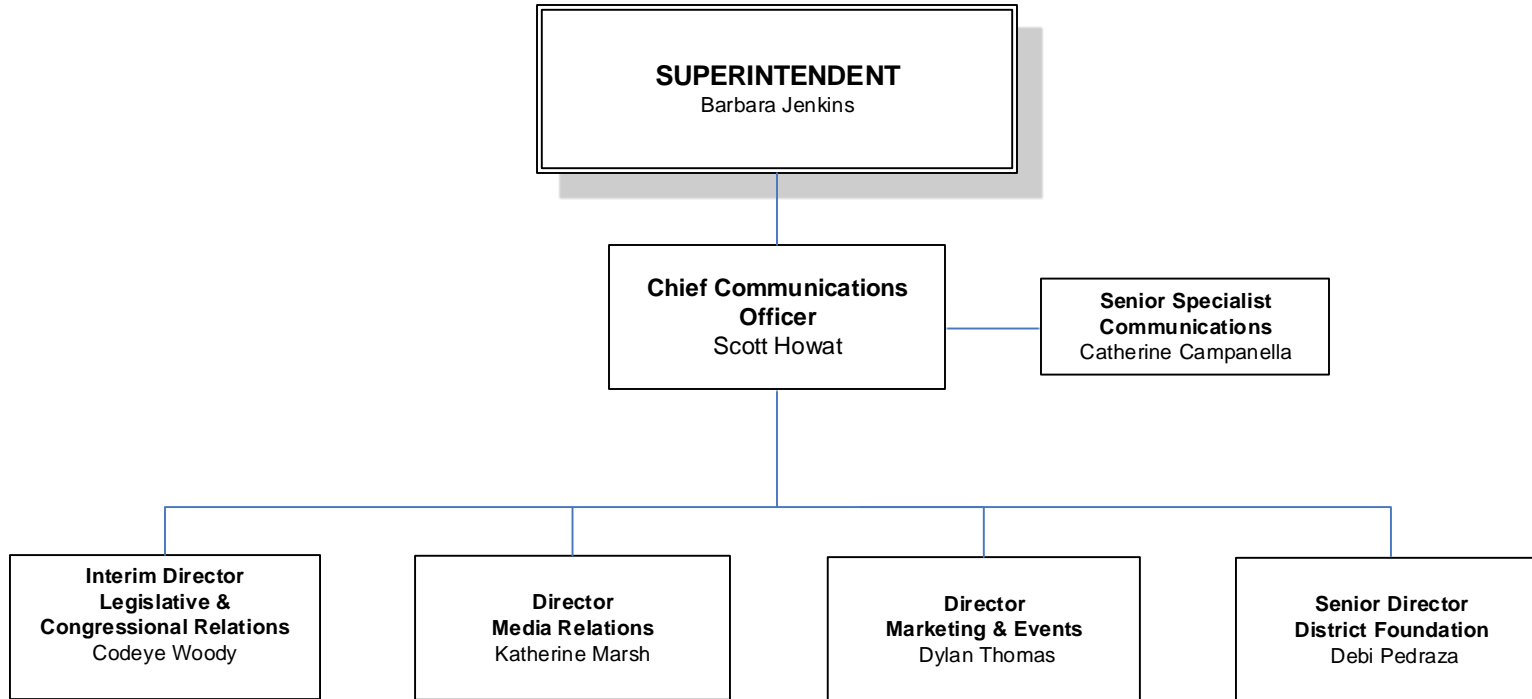 SUPERINTENDENT
Barbara Jenkins
Chief Communications
Officer
Scott Howat
Senior Specialist
Communications
Catherine Campanella
Interim Director
Legislative &
Congressional Relations
Codeye Woody
Director
Media Relations
Katherine Marsh
Director
Marketing & Events
Dylan Thomas
Senior Director
District Foundation
Debi Pedraza